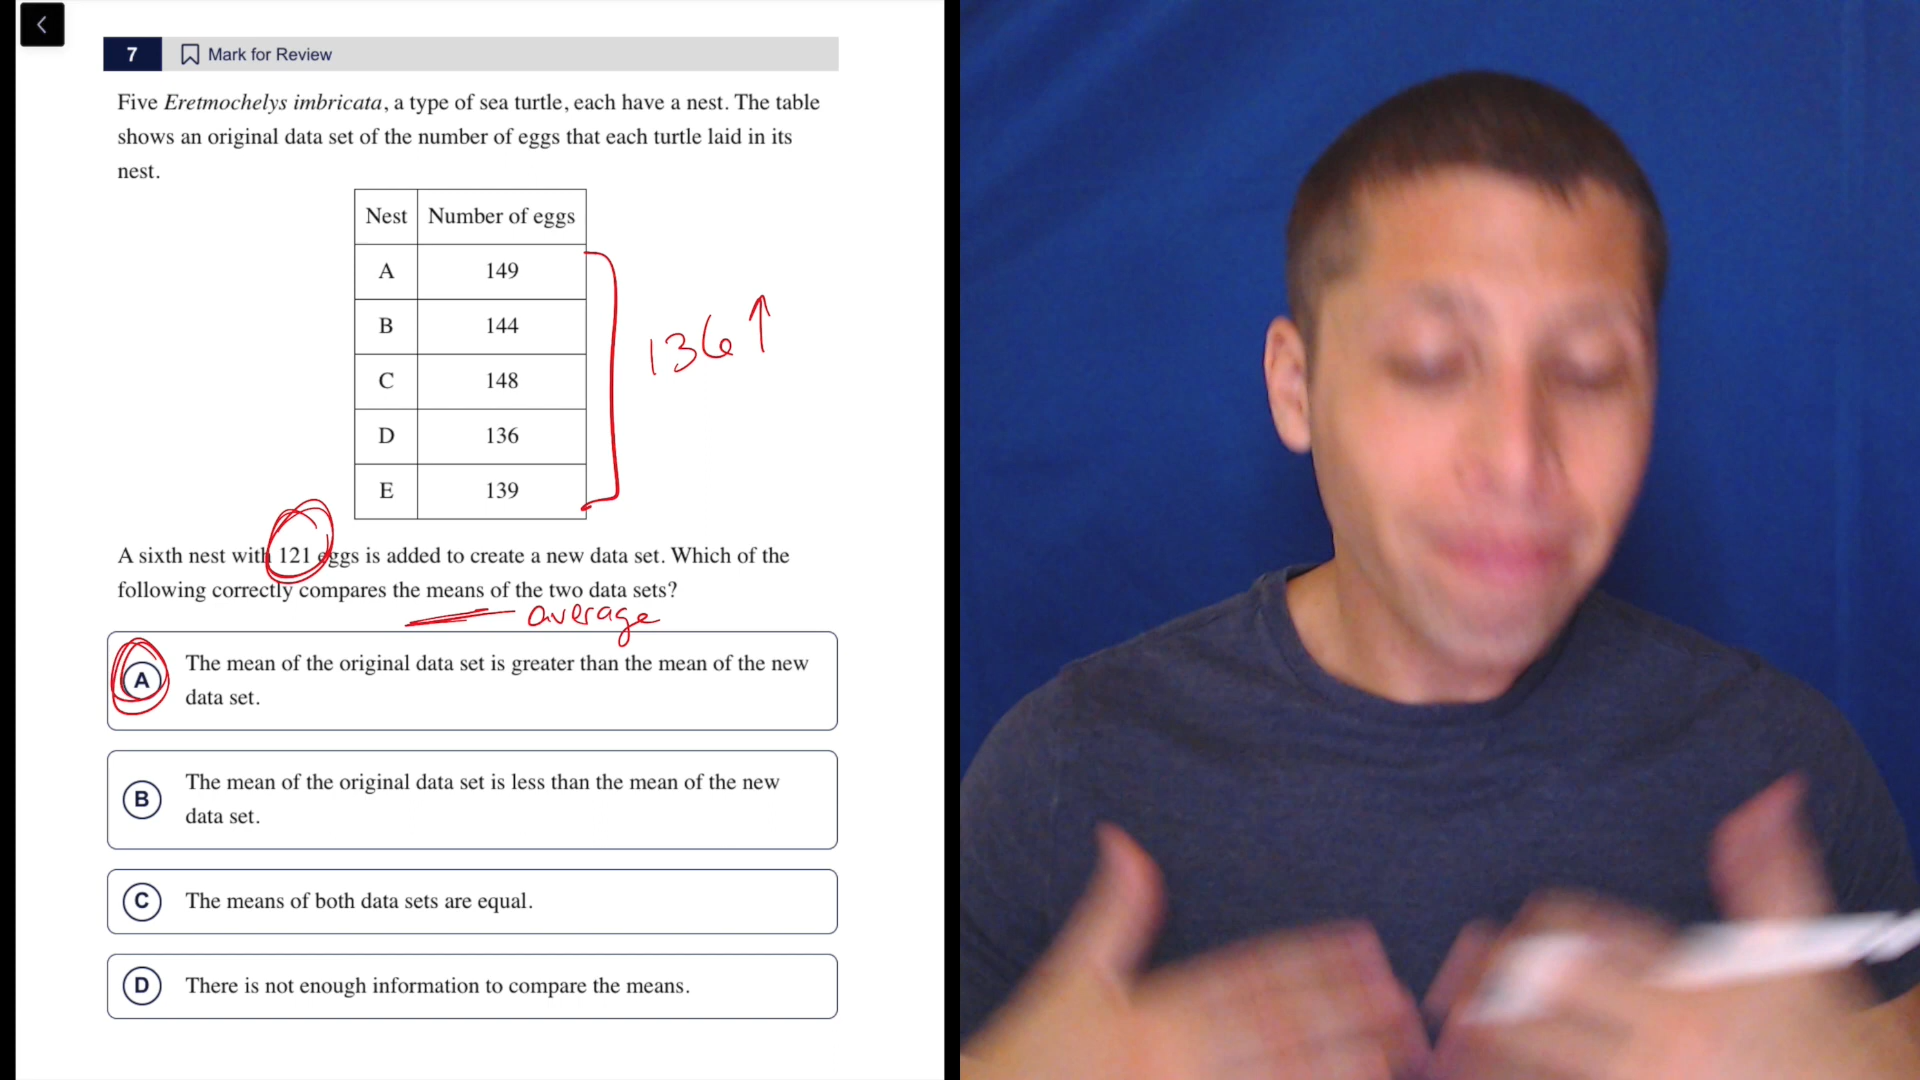 7 Mark for Review
Five Eretmochelys imbricata, a type of sea turtle, each have a nest. The table
shows an original data set of the number of eggs that each turtle laid in its
nest.
Nest Number of eggs
A 149
B 144
C 148
D 136
E 139
136↑
A sixth nest with 121 eggs is added to create a new data set. Which of the
following correctly compares the means of the two data sets?
average
A The mean of the original data set is greater than the mean of the new
data set.
B The mean of the original data set is less than the mean of the new
data set.
C The means of both data sets are equal.
D There is not enough information to compare the means.